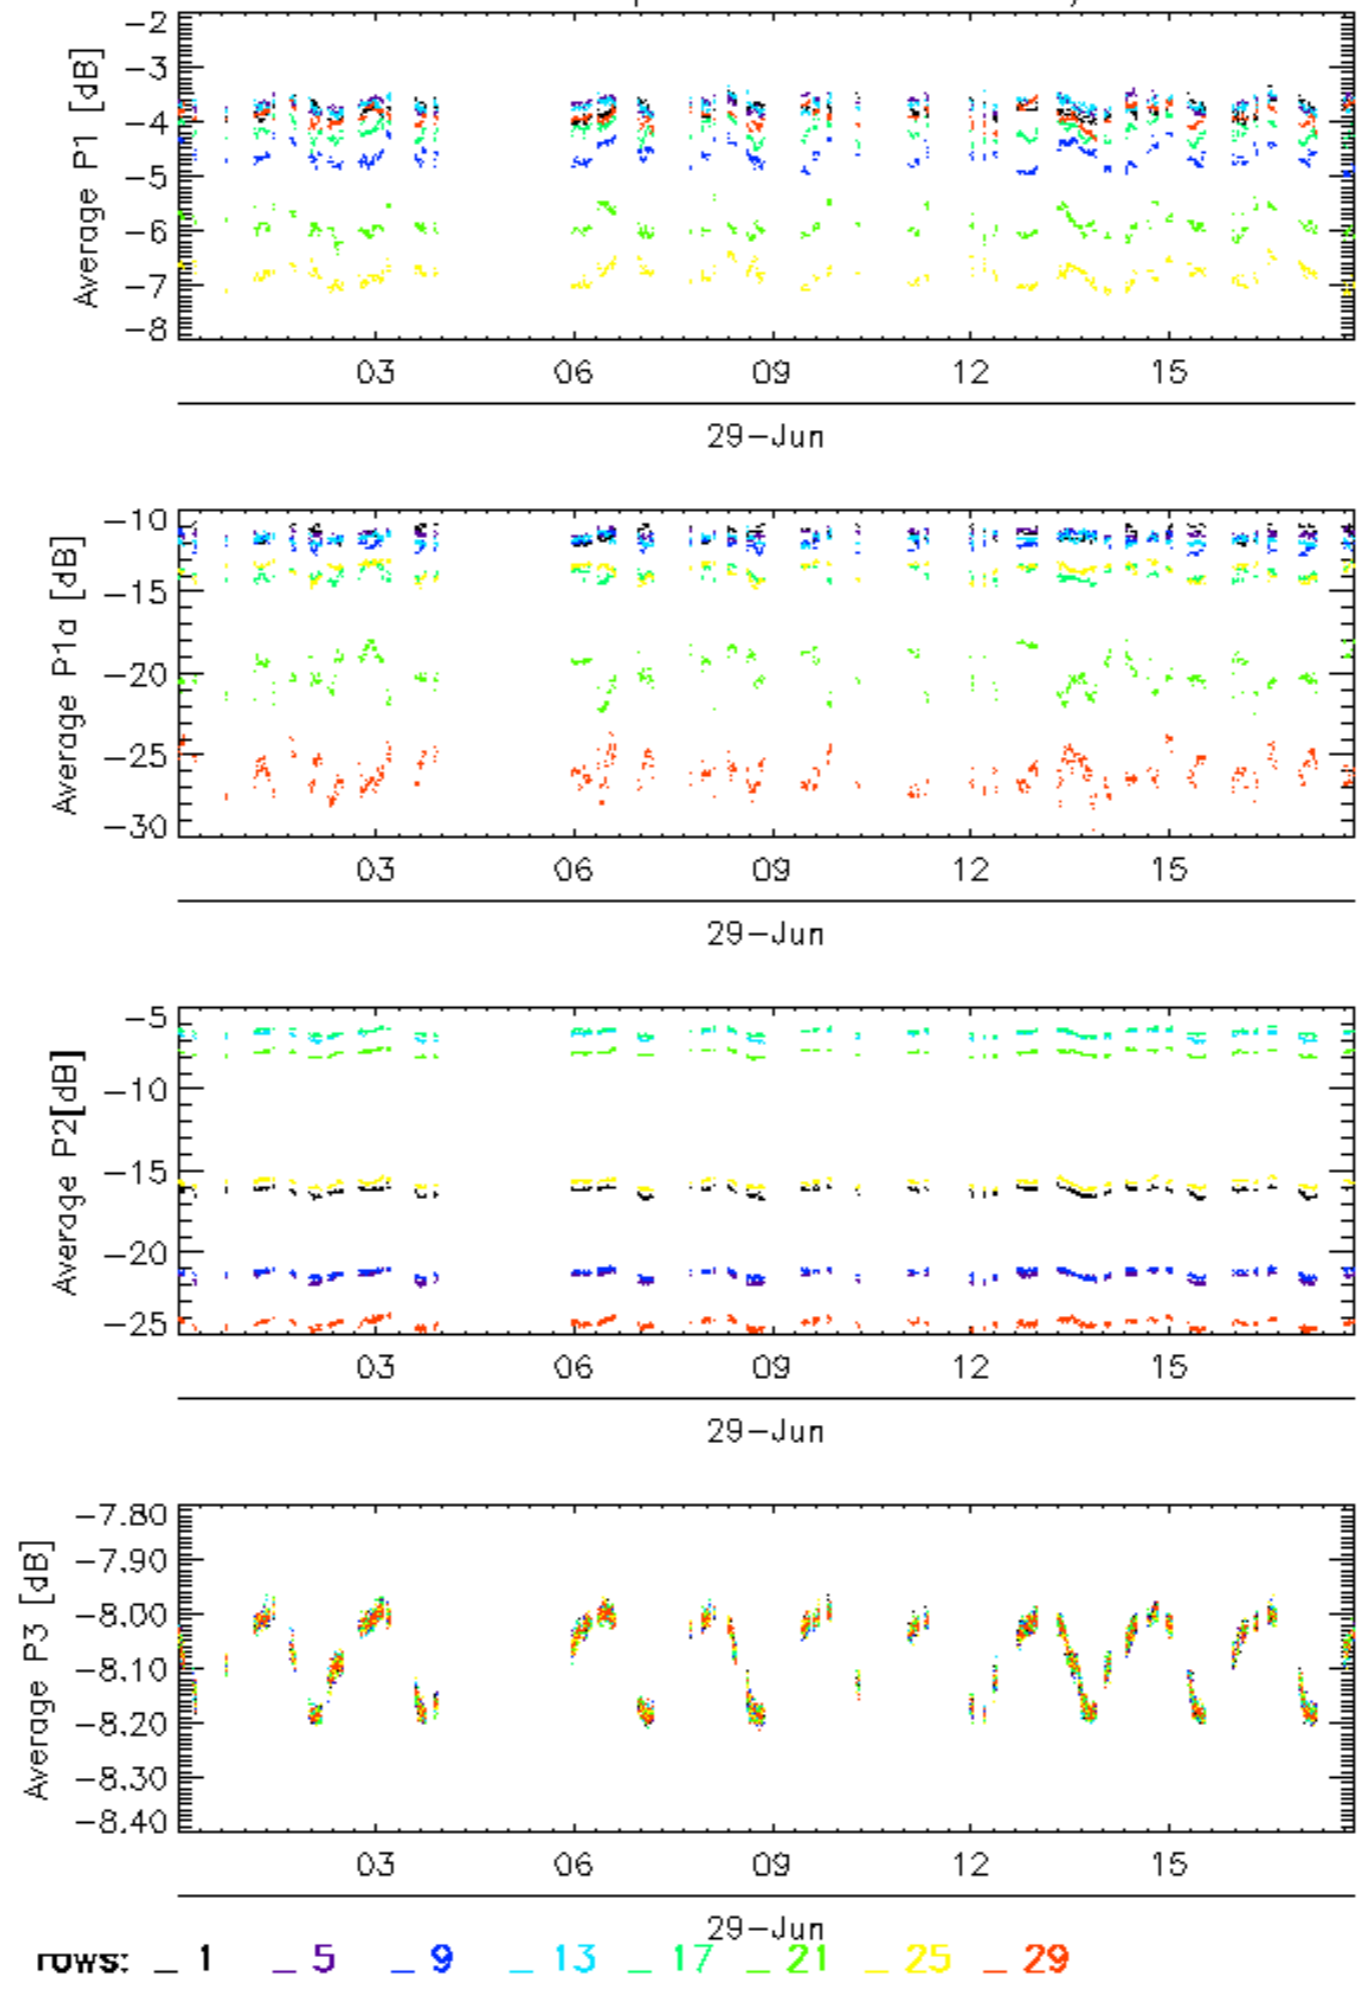 Average P1 [dB]
-2
-3
-4
-5
-6
-7
-8
03 06 09 12 15
29-Jun
Average P1a [dB]
-10
-15
-20
-25
-30
03 06 09 12 15
29-Jun
Average P2[dB]
-5
-10
-15
-20
-25
03 06 09 12 15
29-Jun
Average P3 [dB]
-7.80
-7.90
-8.00
-8.10
-8.20
-8.30
-8.40
03 06 09 12 15
29-Jun
rows: _ 1 _ 5 _ 9 _ 13 _ 17 _ 21 _ 25 _ 29